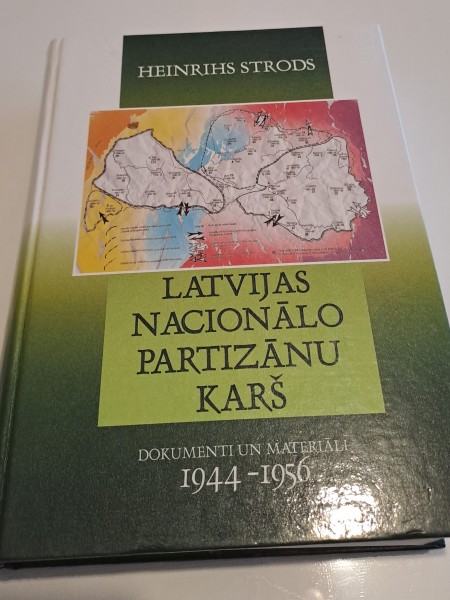 HEINRIHS STRODS
LATVIJAS
NACIONĀLO
PARTIZĀNU
KARŠ
DOKUMENTI UN MATERIĀLI
1944-1956